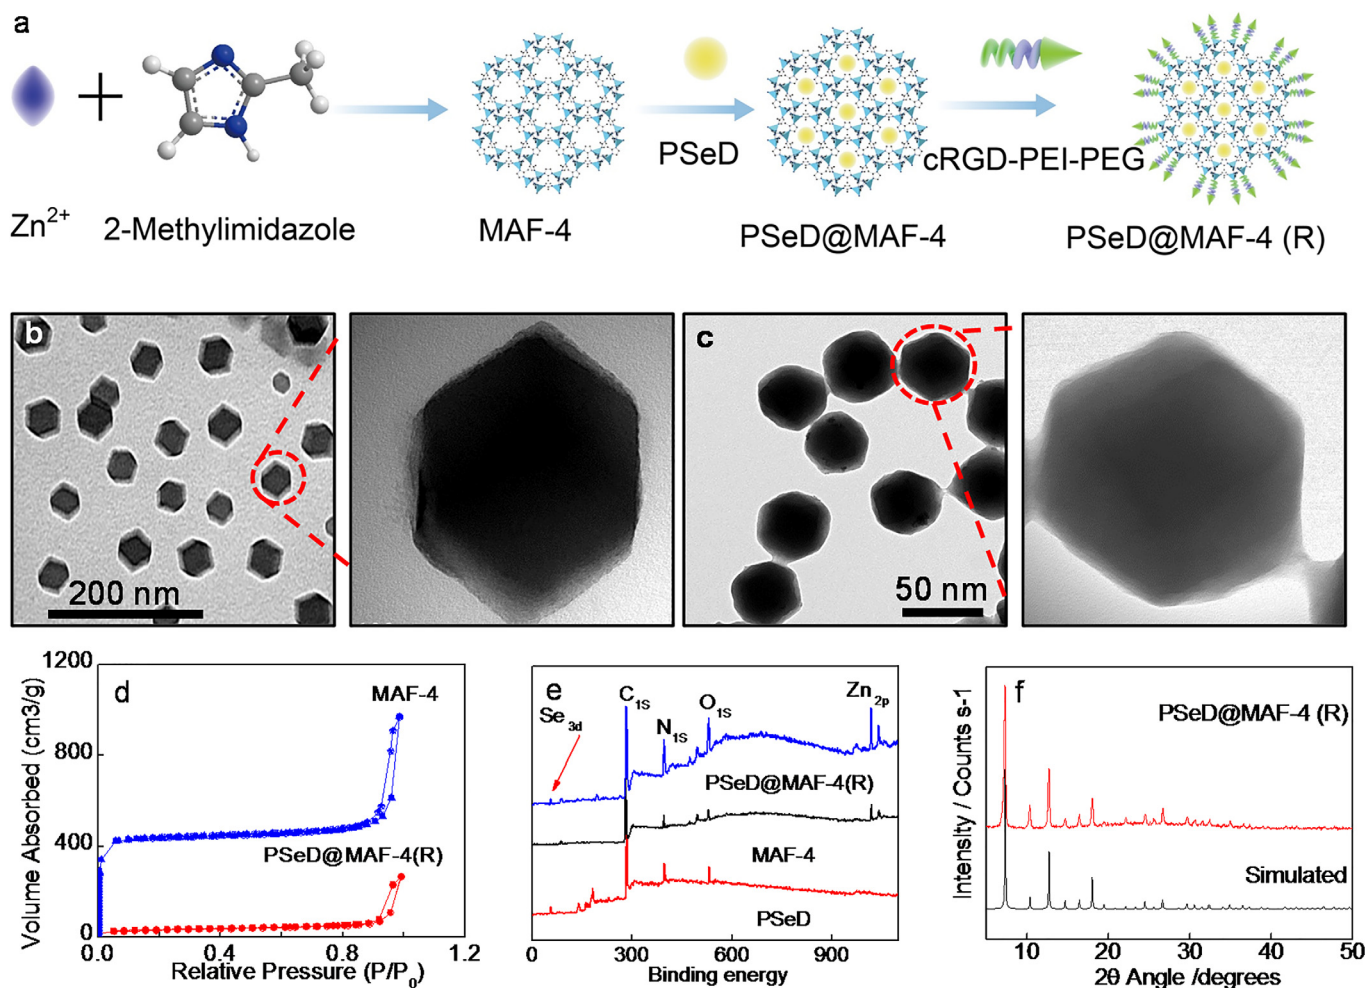 a
PSeD
cRGD-PEI-PEG
Zn2+
2-Methylimidazole
MAF-4
PSeD@MAF-4
PSeD@MAF-4 (R)
b
200 nm
c
50 nm
d
1200
800
400
0
Volume Absorbed (cm3/g)
MAF-4
PSeD@MAF-4(R)
0.0
0.4
0.8
1.2
Relative Pressure (P/P0)
e
Se3d
C1S
N1S
O1S
Zn2p
PSeD@MAF-4(R)
MAF-4
PSeD
0
300
600
900
Binding energy
f
Intensity / Counts s-1
PSeD@MAF-4 (R)
Simulated
10
20
30
40
50
2θ Angle /degrees